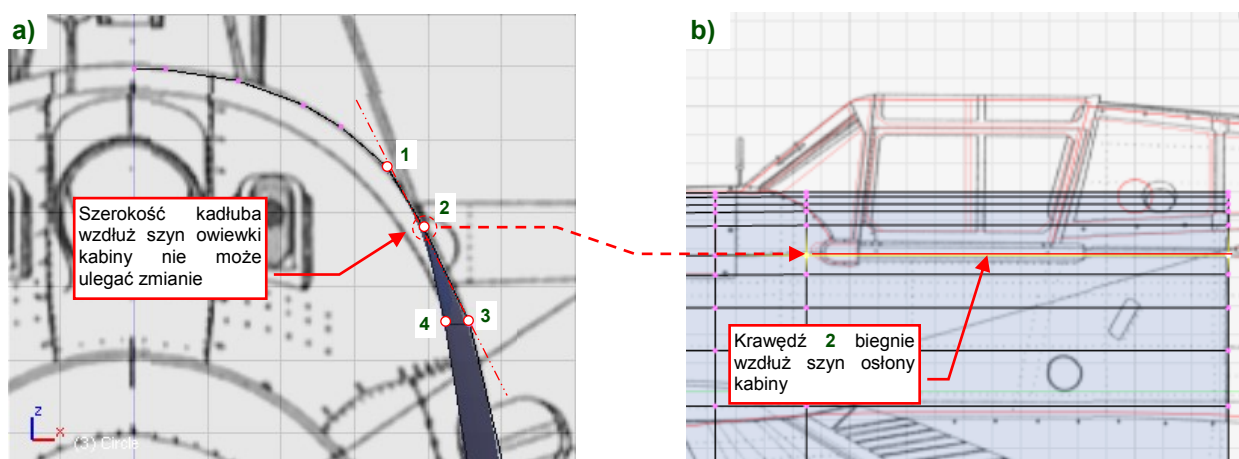 a)
b)
1
2
Szerokość kadłuba
wzdłuż szyn owiewki
kabiny nie może
ulegać zmianie
4
3
Krawędź 2 biegnie
wzdłuż szyn osłony
kabiny
z
x
(3) Circle